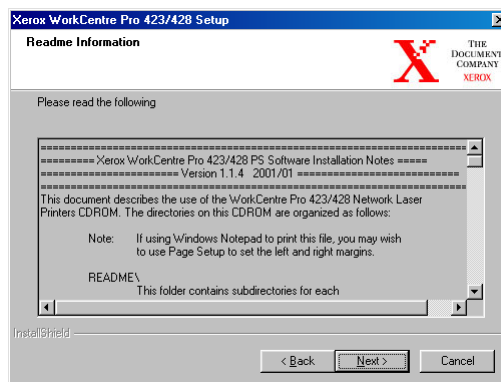 Xerox WorkCentre Pro 423/428 Setup
Readme Information
THE
DOCUMENT
COMPANY
XEROX
Please read the following
========================================================================
========= Xerox WorkCentre Pro 423/428 PS Software Installation Notes =====
======================= Version 1.1.4   2001/01 ===========================
========================================================================
This document describes the use of the WorkCentre Pro 423/428 Network Laser
Printers CDROM. The directories on this CDROM are organized as follows:
Note: If using Windows Notepad to print this file, you may wish
to use Page Setup to set the left and right margins.
README\
This folder contains subdirectories for each
InstallShield
< Back Next > Cancel